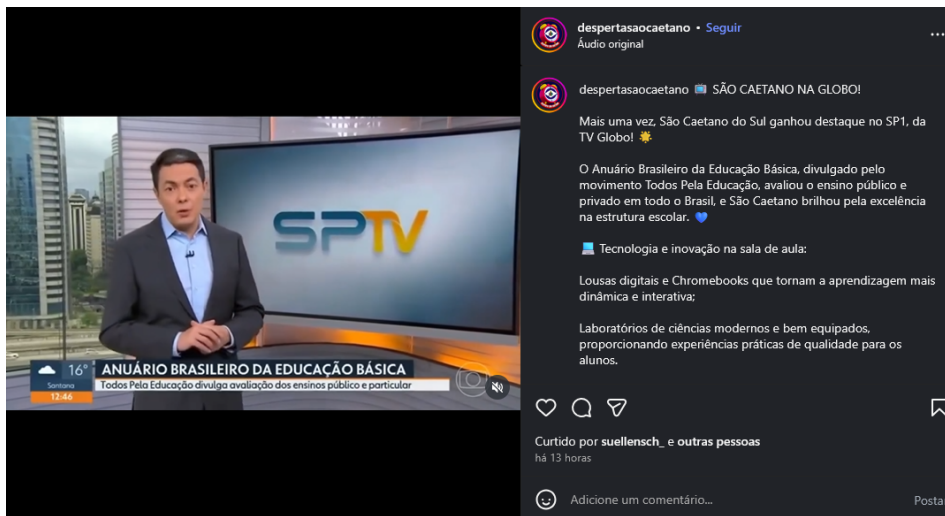 despertasaocaetano • Seguir
Áudio original
despertasaocaetano 📺 SÃO CAETANO NA GLOBO!
Mais uma vez, São Caetano do Sul ganhou destaque no SP1, da
TV Globo! 🌟
O Anuário Brasileiro da Educação Básica, divulgado pelo
movimento Todos Pela Educação, avaliou o ensino público e
privado em todo o Brasil, e São Caetano brilhou pela excelência
na estrutura escolar. 💙
💻 Tecnologia e inovação na sala de aula:
Lousas digitais e Chromebooks que tornam a aprendizagem mais
dinâmica e interativa;
Laboratórios de ciências modernos e bem equipados,
proporcionando experiências práticas de qualidade para os
alunos.
Curtido por suellensch_ e outras pessoas
há 13 horas
Adicione um comentário...
Posta
SPTV
16°
Santana
12:46
ANUÁRIO BRASILEIRO DA EDUCAÇÃO BÁSICA
Todos Pela Educação divulga avaliação dos ensinos público e particular